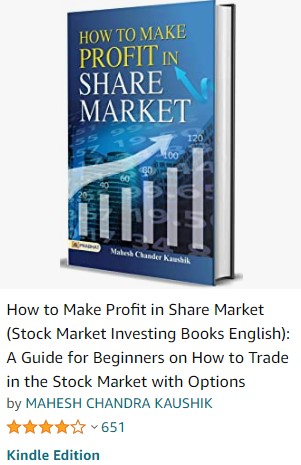 HOW TO MAKE
PROFIT IN
SHARE
MARKET
120
100
80
60
40
20
PRABHAT
Mahesh Chander Kaushik
How to Make Profit in Share Market
(Stock Market Investing Books English):
A Guide for Beginners on How to Trade
in the Stock Market with Options
by MAHESH CHANDRA KAUSHIK
651
Kindle Edition